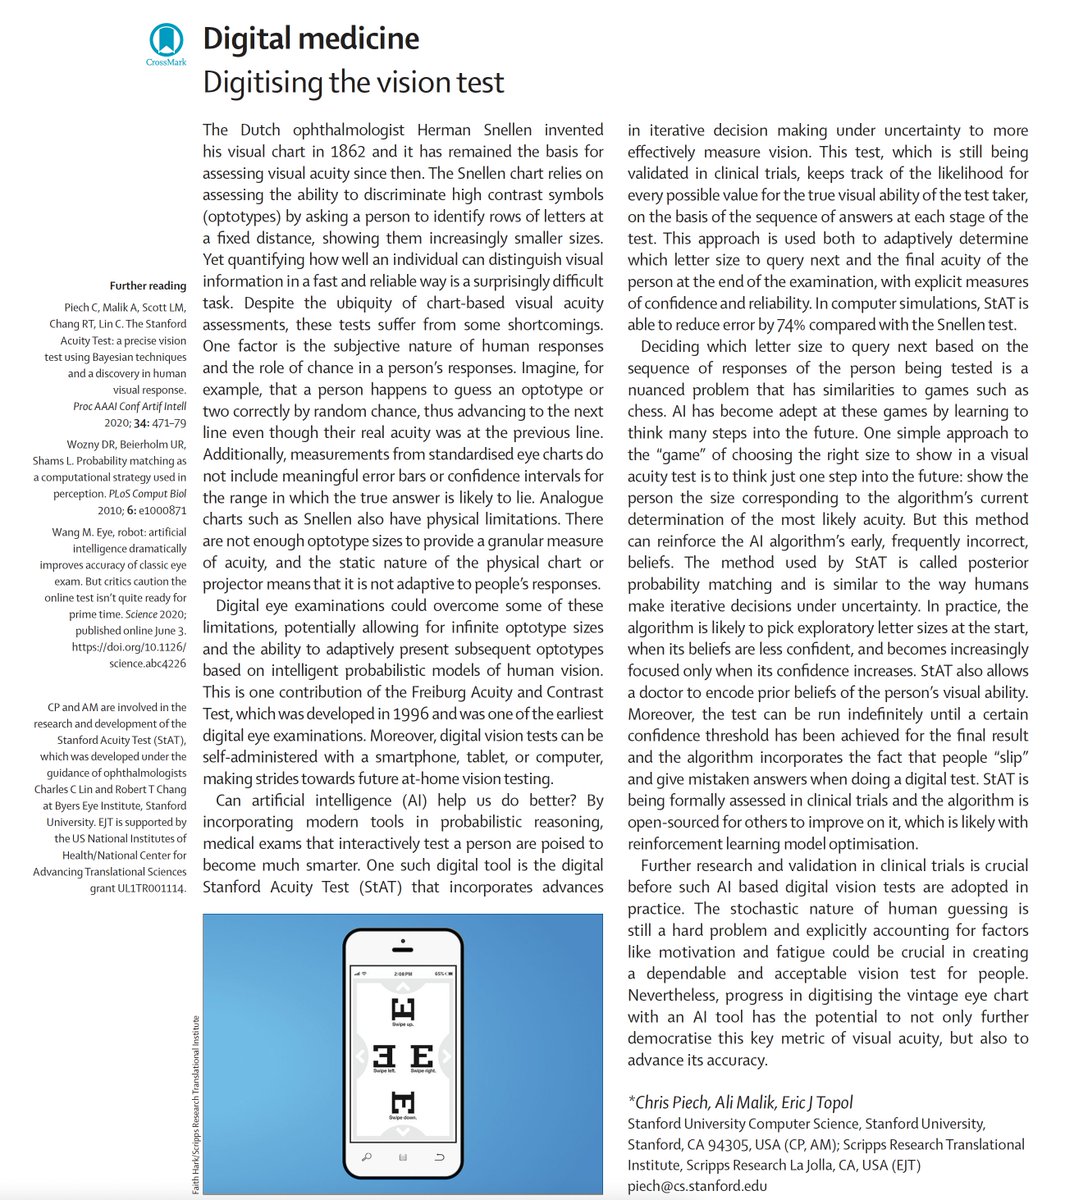 CrossMark
Digital medicine
Digitising the vision test
The Dutch ophthalmologist Herman Snellen invented
his visual chart in 1862 and it has remained the basis for
assessing visual acuity since then. The Snellen chart relies on
assessing the ability to discriminate high contrast symbols
(optotypes) by asking a person to identify rows of letters at
a fixed distance, showing them increasingly smaller sizes.
Yet quantifying how well an individual can distinguish visual
information in a fast and reliable way is a surprisingly difficult
task. Despite the ubiquity of chart-based visual acuity
assessments, these tests suffer from some shortcomings.
One factor is the subjective nature of human responses
and the role of chance in a person's responses. Imagine, for
example, that a person happens to guess an optotype or
two correctly by random chance, thus advancing to the next
line even though their real acuity was at the previous line.
Additionally, measurements from standardised eye charts do
not include meaningful error bars or confidence intervals for
the range in which the true answer is likely to lie. Analogue
charts such as Snellen also have physical limitations. There
are not enough optotype sizes to provide a granular measure
of acuity, and the static nature of the physical chart or
projector means that it is not adaptive to people's responses.
Digital eye examinations could overcome some of these
limitations, potentially allowing for infinite optotype sizes
and the ability to adaptively present subsequent optotypes
based on intelligent probabilistic models of human vision.
This is one contribution of the Freiburg Acuity and Contrast
Test, which was developed in 1996 and was one of the earliest
digital eye examinations. Moreover, digital vision tests can be
self-administered with a smartphone, tablet, or computer,
making strides towards future at-home vision testing.
Can artificial intelligence (AI) help us do better? By
incorporating modern tools in probabilistic reasoning,
medical exams that interactively test a person are poised to
become much smarter. One such digital tool is the digital
Stanford Acuity Test (StAT) that incorporates advances
in iterative decision making under uncertainty to more
effectively measure vision. This test, which is still being
validated in clinical trials, keeps track of the likelihood for
every possible value for the true visual ability of the test taker,
on the basis of the sequence of answers at each stage of the
test. This approach is used both to adaptively determine
which letter size to query next and the final acuity of the
person at the end of the examination, with explicit measures
of confidence and reliability. In computer simulations, StAT is
able to reduce error by 74% compared with the Snellen test.
Deciding which letter size to query next based on the
sequence of responses of the person being tested is a
nuanced problem that has similarities to games such as
chess. AI has become adept at these games by learning to
think many steps into the future. One simple approach to
the “game” of choosing the right size to show in a visual
acuity test is to think just one step into the future: show the
person the size corresponding to the algorithm's current
determination of the most likely acuity. But this method
can reinforce the AI algorithm's early, frequently incorrect,
beliefs. The method used by StAT is called posterior
probability matching and is similar to the way humans
make iterative decisions under uncertainty. In practice, the
algorithm is likely to pick exploratory letter sizes at the start,
when its beliefs are less confident, and becomes increasingly
focused only when its confidence increases. StAT also allows
a doctor to encode prior beliefs of the person's visual ability.
Moreover, the test can be run indefinitely until a certain
confidence threshold has been achieved for the final result
and the algorithm incorporates the fact that people “slip”
and give mistaken answers when doing a digital test. StAT is
being formally assessed in clinical trials and the algorithm is
open-sourced for others to improve on it, which is likely with
reinforcement learning model optimisation.
Further research and validation in clinical trials is crucial
before such AI based digital vision tests are adopted in
practice. The stochastic nature of human guessing is
still a hard problem and explicitly accounting for factors
like motivation and fatigue could be crucial in creating
a dependable and acceptable vision test for people.
Nevertheless, progress in digitising the vintage eye chart
with an AI tool has the potential to not only further
democratise this key metric of visual acuity, but also to
advance its accuracy.
*Chris Piech, Ali Malik, Eric J Topol
Stanford University Computer Science, Stanford University,
Stanford, CA 94305, USA (CP, AM); Scripps Research Translational
Institute, Scripps Research La Jolla, CA, USA (EJT)
piech@cs.stanford.edu
Further reading
Piech C, Malik A, Scott LM,
Chang RT, Lin C. The Stanford
Acuity Test: a precise vision
test using Bayesian techniques
and a discovery in human
visual response.
Proc AAAI Conf Artif Intell
2020; 34: 471–79
Wozny DR, Beierholm UR,
Shams L. Probability matching as
a computational strategy used in
perception. PLoS Comput Biol
2010; 6: e1000871
Wang M. Eye, robot: artificial
intelligence dramatically
improves accuracy of classic eye
exam. But critics caution the
online test isn't quite ready for
prime time. Science 2020;
published online June 3.
https://doi.org/10.1126/
science.abc4226
CP and AM are involved in the
research and development of the
Stanford Acuity Test (StAT),
which was developed under the
guidance of ophthalmologists
Charles C Lin and Robert T Chang
at Byers Eye Institute, Stanford
University. EJT is supported by
the US National Institutes of
Health/National Center for
Advancing Translational Sciences
grant UL1TR001114.
Faith Hark/Scripps Research Translational Institute
2:08PM 65%
E
Swipe up.
E E
Swipe left. Swipe right.
E
Swipe down.